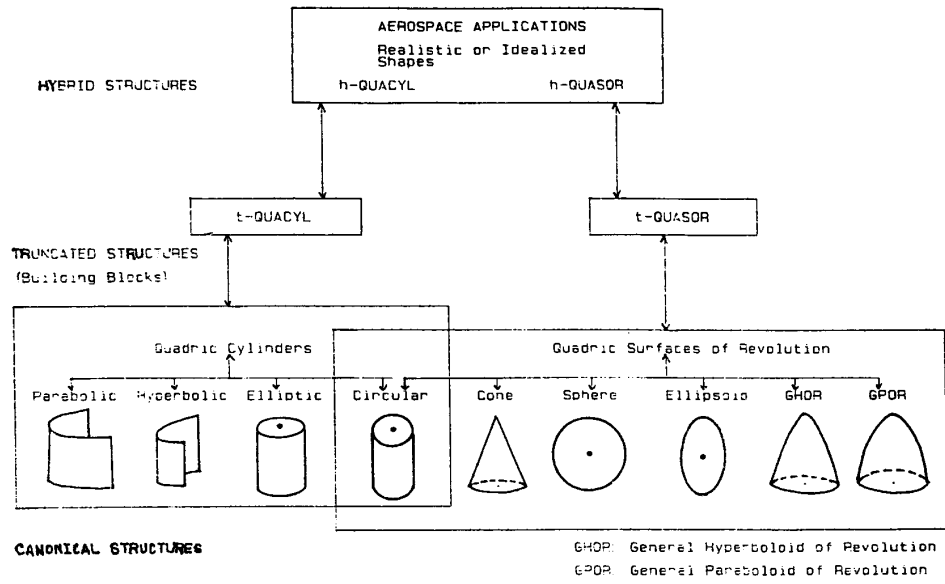 AEROSPACE APPLICATIONS
Realistic or Idealized
Shapes
HYBRID STRUCTURES
h-QUACYL h-QUASOR
t-QUACYL t-QUASOR
TRUNCATED STRUCTURES
(Building Blocks)
Quadric Cylinders Quadric Surfaces of Revolution
Parabolic Hyperbolic Elliptic Circular Cone Sphere Ellipsoid GHOR GPOR
CANONICAL STRUCTURES
GHOR: General Hyperboloid of Revolution
GPOR: General Paraboloid of Revolution